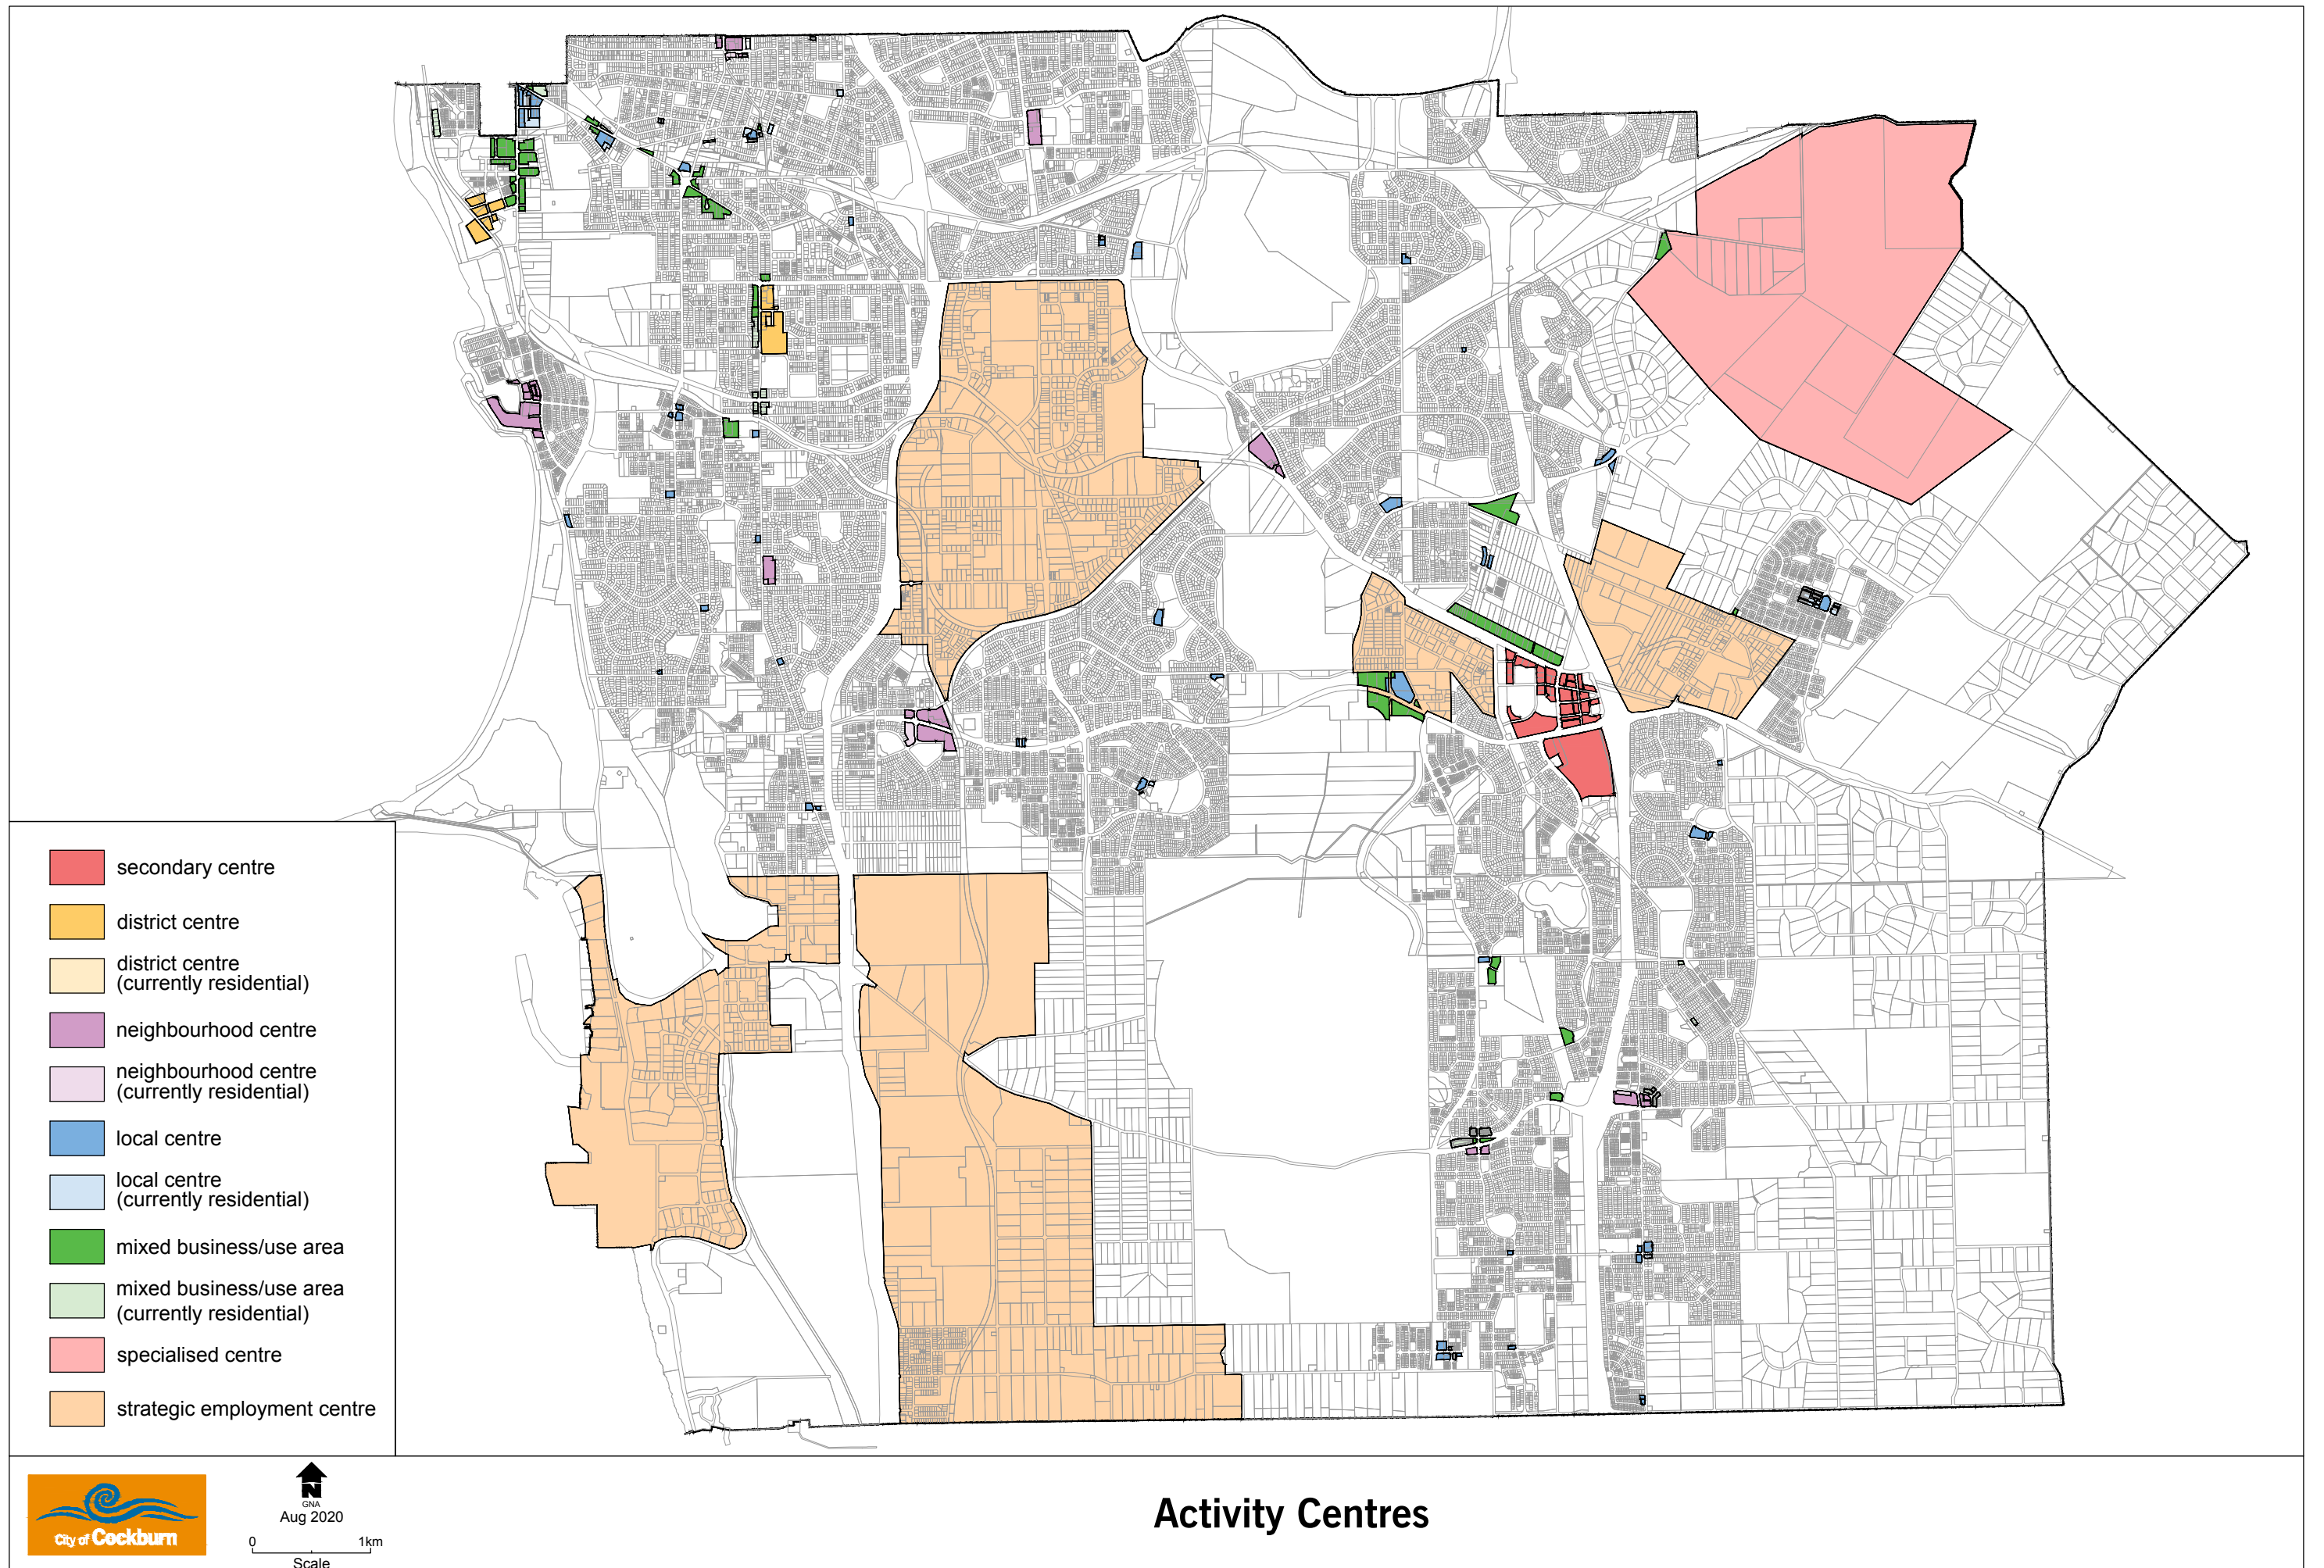 secondary centre
district centre
district centre
(currently residential)
neighbourhood centre
neighbourhood centre
(currently residential)
local centre
local centre
(currently residential)
mixed business/use area
mixed business/use area
(currently residential)
specialised centre
strategic employment centre
City of Cockburn
N
GNA
Aug 2020
0 1km
Scale
Activity Centres